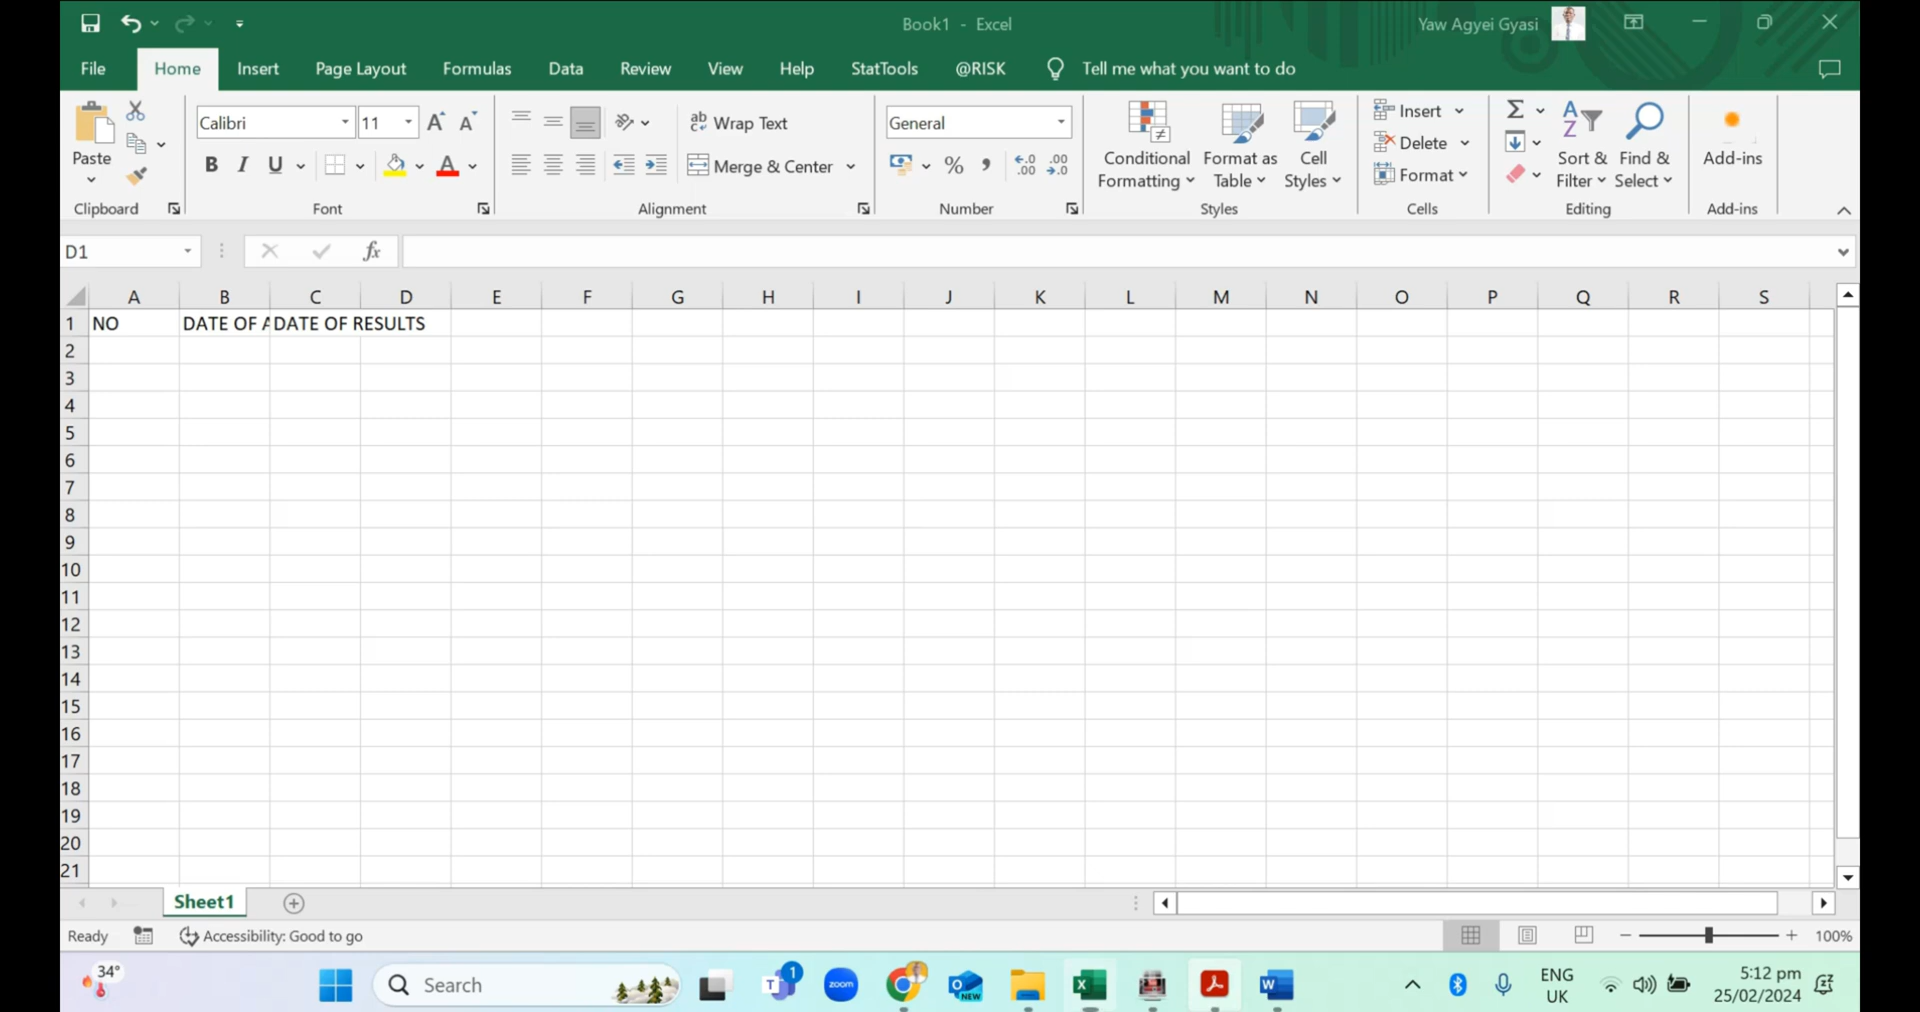 Book1 - Excel
Yaw Agyei Gyasi
File Home Insert Page Layout Formulas Data Review View Help StatTools @RISK Tell me what you want to do
Paste
Clipboard
Calibri 11
B I U
Font
Wrap Text
Merge & Center
Alignment
General
Number
Conditional Formatting
Format as Table
Cell Styles
Styles
Insert
Delete
Format
Cells
Sort & Filter
Find & Select
Editing
Add-ins
Add-ins
D1 fx
A B C D E F G H I J K L M N O P Q R S
1 NO DATE OF A DATE OF RESULTS
2
3
4
5
6
7
8
9
10
11
12
13
14
15
16
17
18
19
20
21
Sheet1
Ready Accessibility: Good to go 100%
34° Search 1 zoom NEW ENG UK 5:12 pm 25/02/2024